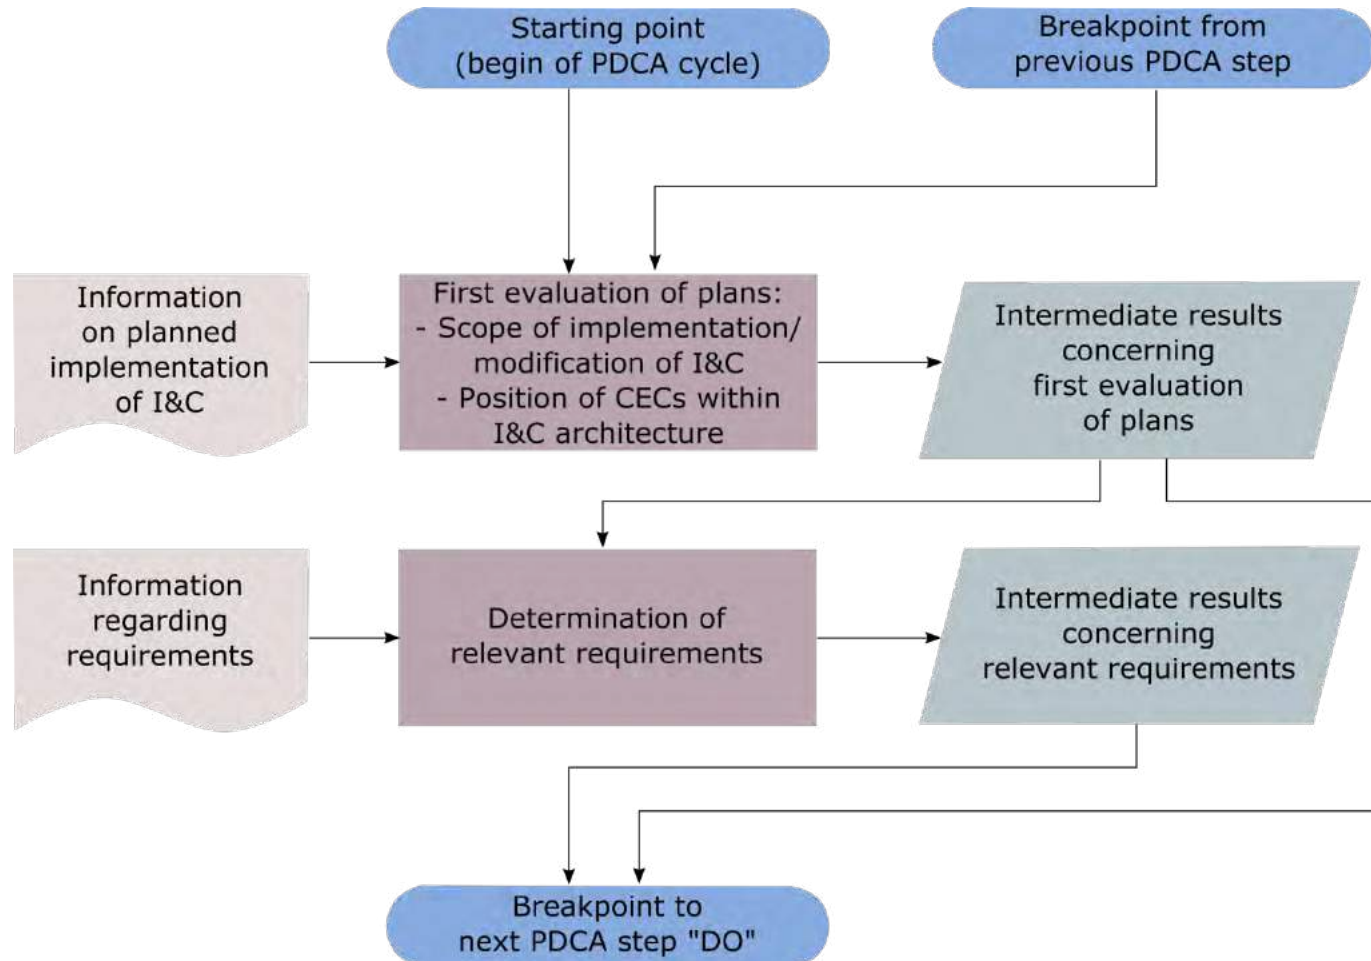 Starting point
(begin of PDCA cycle)
Breakpoint from
previous PDCA step
Information
on planned
implementation
of I&C
First evaluation of plans:
- Scope of implementation/
modification of I&C
- Position of CECs within
I&C architecture
Intermediate results
concerning
first evaluation
of plans
Information
regarding
requirements
Determination of
relevant requirements
Intermediate results
concerning
relevant requirements
Breakpoint to
next PDCA step "DO"